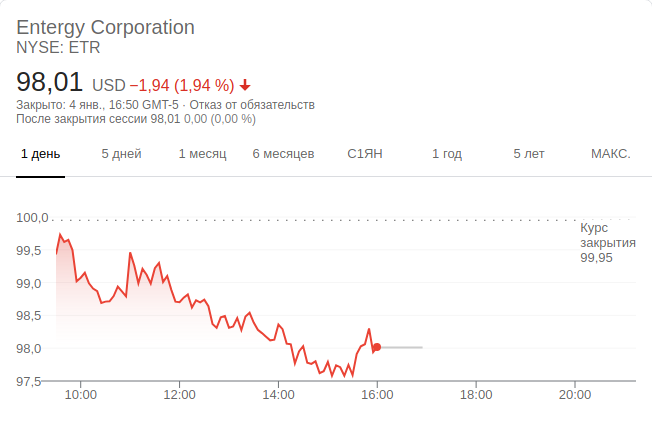 Entergy Corporation
NYSE: ETR
98,01 USD −1,94 (1,94 %)
Закрыто: 4 янв., 16:50 GMT-5 · Отказ от обязательств
После закрытия сессии 98,01 0,00 (0,00 %)
1 день 5 дней 1 месяц 6 месяцев С1ЯН 1 год 5 лет МАКС.
100,0
Курс
закрытия
99,95
99,5
99,0
98,5
98,0
97,5
10:00 12:00 14:00 16:00 18:00 20:00